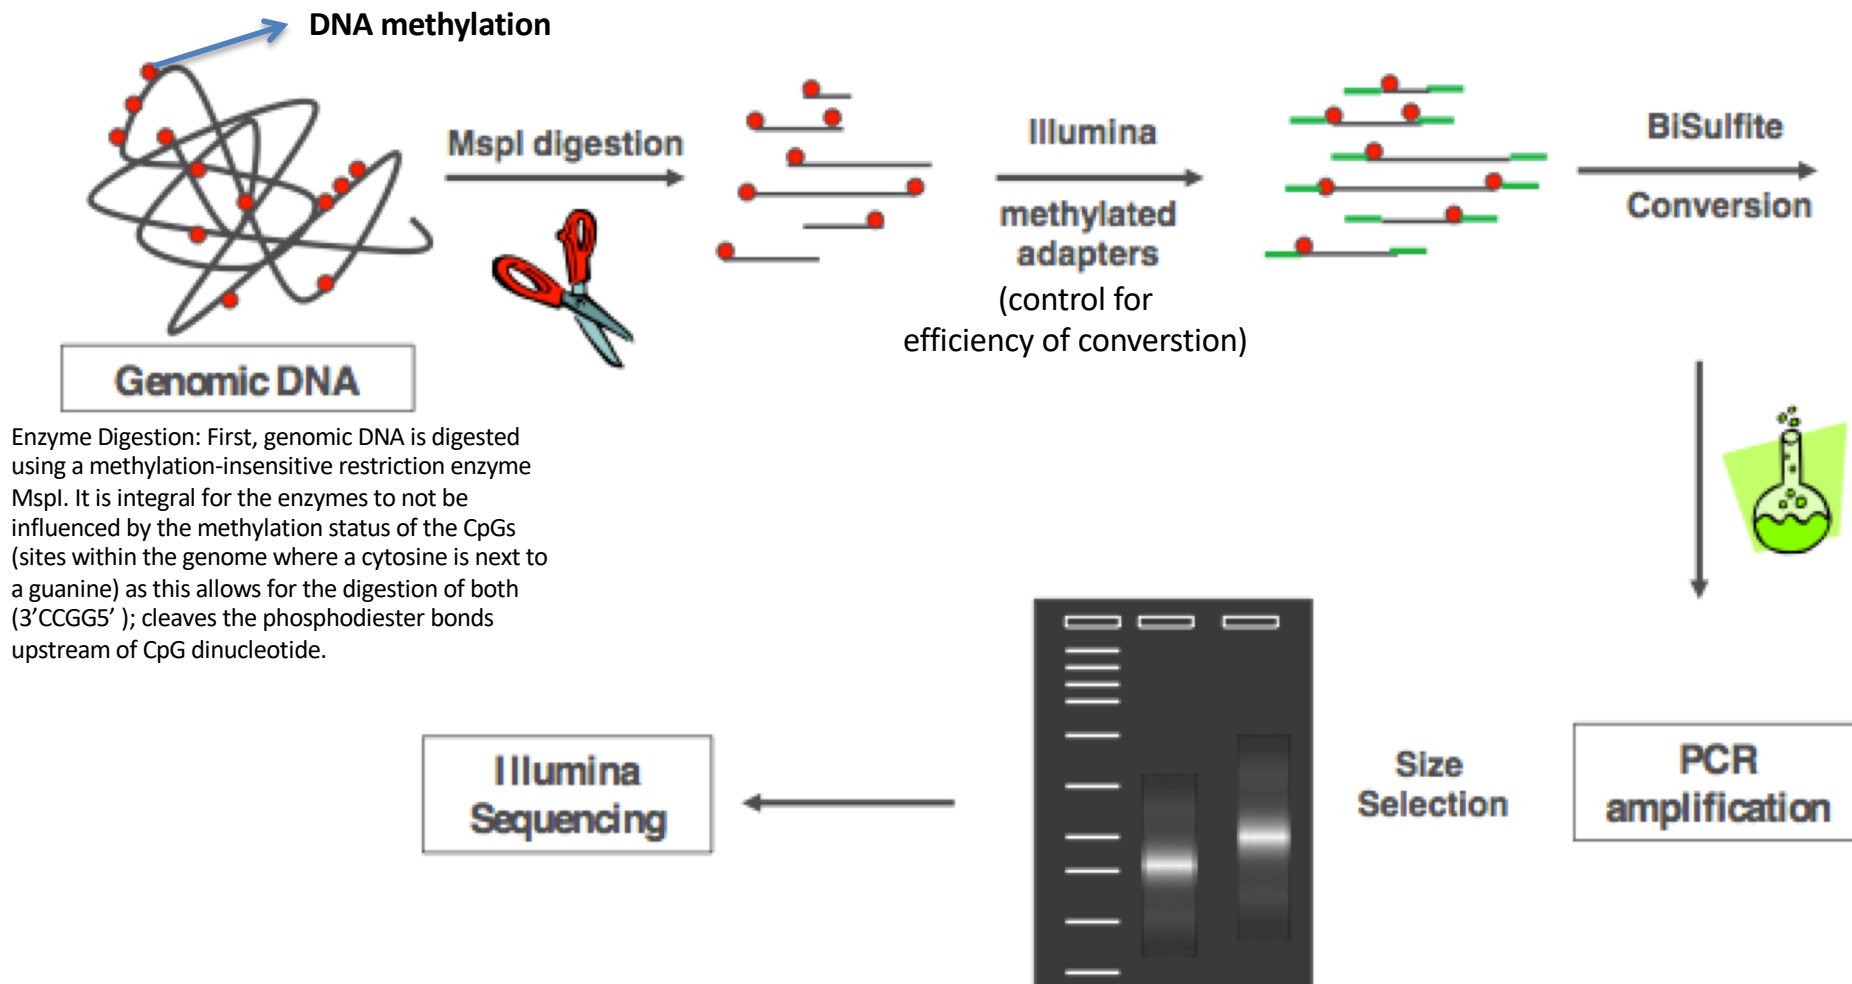 DNA methylation
MspI digestion
Illumina
methylated
adapters
(control for
efficiency of converstion)
BiSulfite
Conversion
Genomic DNA
Enzyme Digestion: First, genomic DNA is digested
using a methylation-insensitive restriction enzyme
MspI. It is integral for the enzymes to not be
influenced by the methylation status of the CpGs
(sites within the genome where a cytosine is next to
a guanine) as this allows for the digestion of both
(3’CCGG5’ ); cleaves the phosphodiester bonds
upstream of CpG dinucleotide.
PCR
amplification
Size
Selection
Illumina
Sequencing